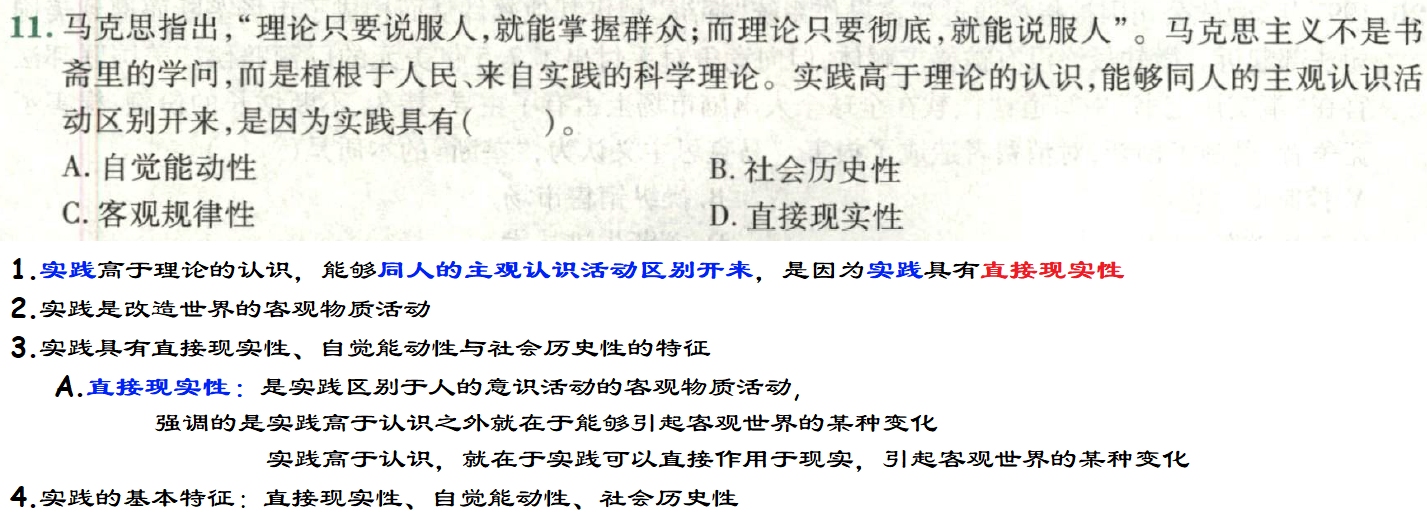 11. 马克思指出,“理论只要说服人,就能掌握群众;而理论只要彻底,就能说服人”。马克思主义不是书
斋里的学问,而是植根于人民、来自实践的科学理论。实践高于理论的认识,能够同人的主观认识活
动区别开来,是因为实践具有(　　)。
A. 自觉能动性　　B. 社会历史性
C. 客观规律性　　D. 直接现实性
1.实践高于理论的认识，能够同人的主观认识活动区别开来，是因为实践具有直接现实性
2.实践是改造世界的客观物质活动
3.实践具有直接现实性、自觉能动性与社会历史性的特征
A.直接现实性：是实践区别于人的意识活动的客观物质活动,
强调的是实践高于认识之外就在于能够引起客观世界的某种变化
实践高于认识，就在于实践可以直接作用于现实，引起客观世界的某种变化
4.实践的基本特征：直接现实性、自觉能动性、社会历史性